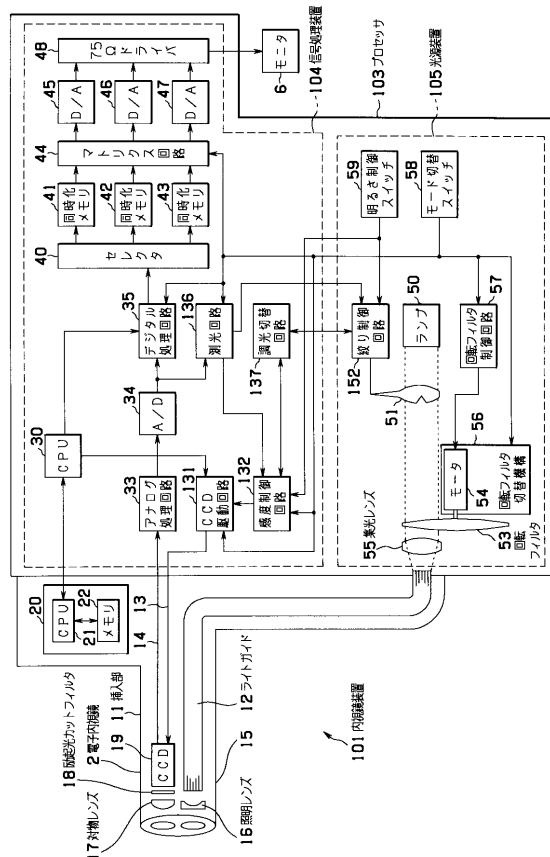 101 内視鏡装置
2 電子内視鏡
11 挿入部
17 対物レンズ
18 励起光カットフィルタ
19
CCD
16 照明レンズ
15
12 ライトガイド
14
13
20
CPU
21
メモリ
22
30
CPU
33
アナログ
処理回路
34
A/D
35
デジタル
処理回路
131
CCD
駆動回路
132
感度制御
回路
136
測光回路
137
調光切替
回路
40
セレクタ
41
同時化
メモリ
42
同時化
メモリ
43
同時化
メモリ
44
マトリクス回路
45
D/A
46
D/A
47
D/A
48
75Ωドライバ
6
モニタ
104 信号処理装置
103 プロセッサ
105 光源装置
59
明るさ制御
スイッチ
58
モード切替
スイッチ
152
絞り制御
回路
50
ランプ
51
57
回転フィルタ
制御回路
56
モータ
54
回転フィルタ
切替機構
53
回転
フィルタ
55 集光レンズ